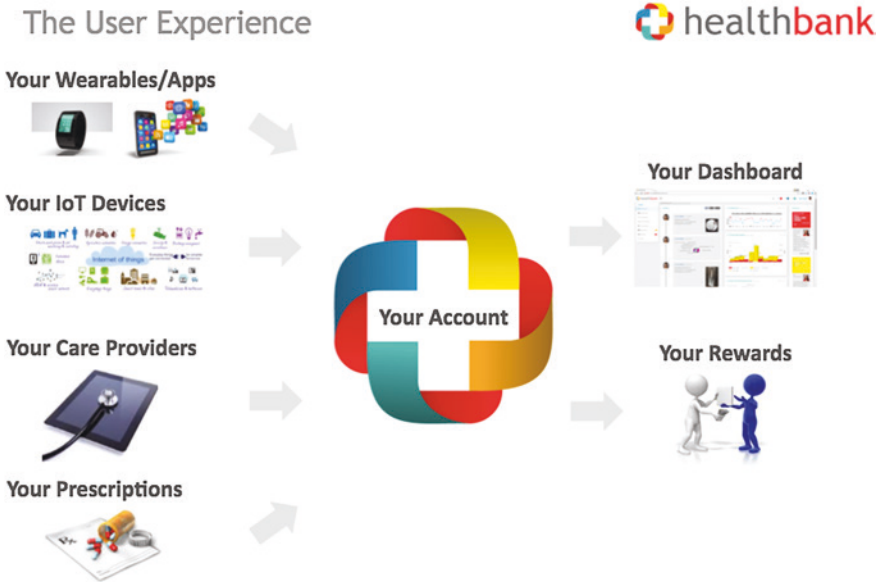 The User Experience
healthbank
Your Wearables/Apps
Your IoT Devices
Internet of things
Your Care Providers
Your Prescriptions
Your Account
Your Dashboard
Your Rewards